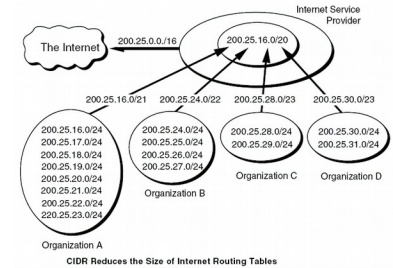 Internet Service
Provider
200.25.0.0./16
The Internet
200.25.16.0/20
200.25.16.0/21
200.25.24.0/22
200.25.28.0/23
200.25.30.0/23
200.25.16.0/24
200.25.17.0/24
200.25.18.0/24
200.25.19.0/24
200.25.20.0/24
200.25.21.0/24
200.25.22.0/24
220.25.23.0/24
Organization A
200.25.24.0/24
200.25.25.0/24
200.25.26.0/24
200.25.27.0/24
Organization B
200.25.28.0/24
200.25.29.0/24
Organization C
200.25.30.0/24
200.25.31.0/24
Organization D
CIDR Reduces the Size of Internet Routing Tables